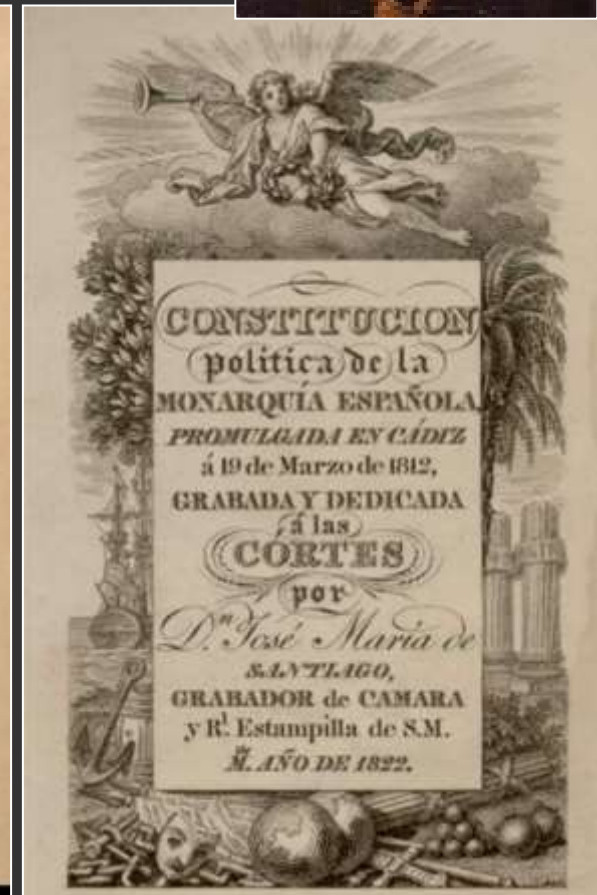 CONSTITUCION
politica de la
MONARQUÍA ESPAÑOLA,
PROMULGADA EN CÁDIZ
á 19 de Marzo de 1812,
GRABADA Y DEDICADA
á las
CÓRTES
por
D.n José María de
SANTIAGO,
GRABADOR de CAMARA
y Rl. Estampilla de S.M.
AÑO DE 1822.